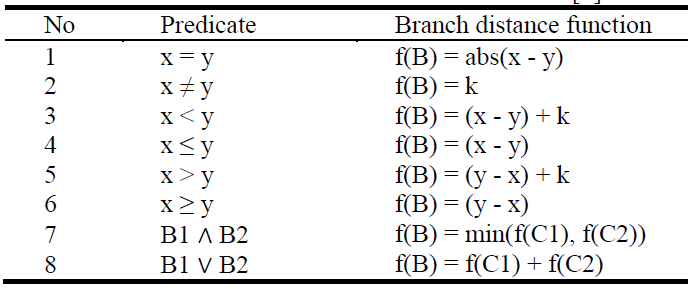 No Predicate Branch distance function
1 x = y f(B) = abs(x - y)
2 x ≠ y f(B) = k
3 x < y f(B) = (x - y) + k
4 x ≤ y f(B) = (x - y)
5 x > y f(B) = (y - x) + k
6 x ≥ y f(B) = (y - x)
7 B1 ∧ B2 f(B) = min(f(C1), f(C2))
8 B1 ∨ B2 f(B) = f(C1) + f(C2)